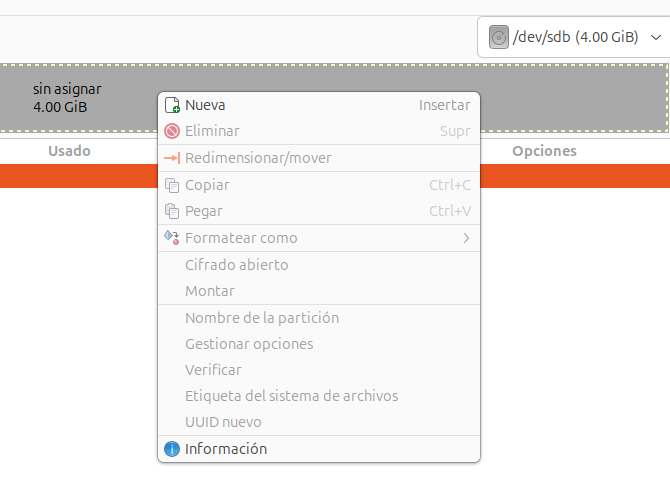 /dev/sdb (4.00 GiB)
sin asignar
4.00 GiB
Usado
Opciones
Nueva Insertar
Eliminar Supr
Redimensionar/mover
Copiar Ctrl+C
Pegar Ctrl+V
Formatear como
Cifrado abierto
Montar
Nombre de la partición
Gestionar opciones
Verificar
Etiqueta del sistema de archivos
UUID nuevo
Información